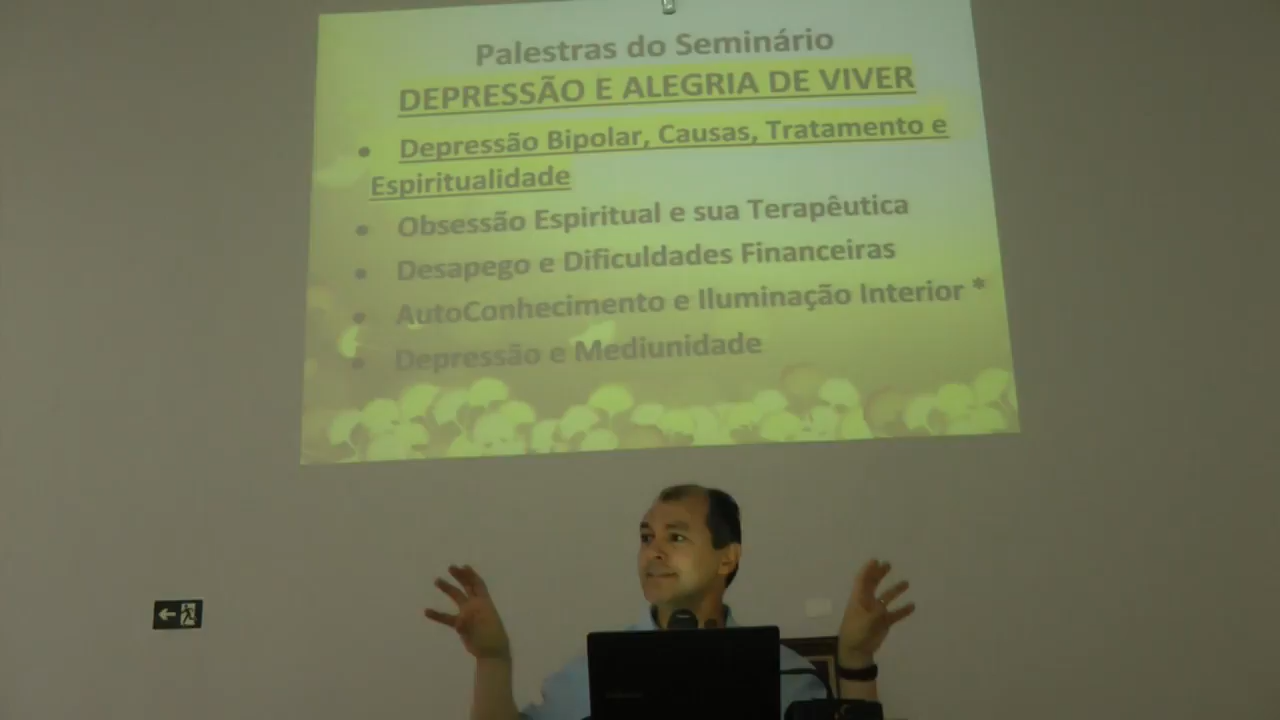 Palestras do Seminário
DEPRESSÃO E ALEGRIA DE VIVER
• Depressão Bipolar, Causas, Tratamento e
Espiritualidade
• Obsessão Espiritual e sua Terapêutica
• Desapego e Dificuldades Financeiras
• AutoConhecimento e Iluminação Interior *
• Depressão e Mediunidade